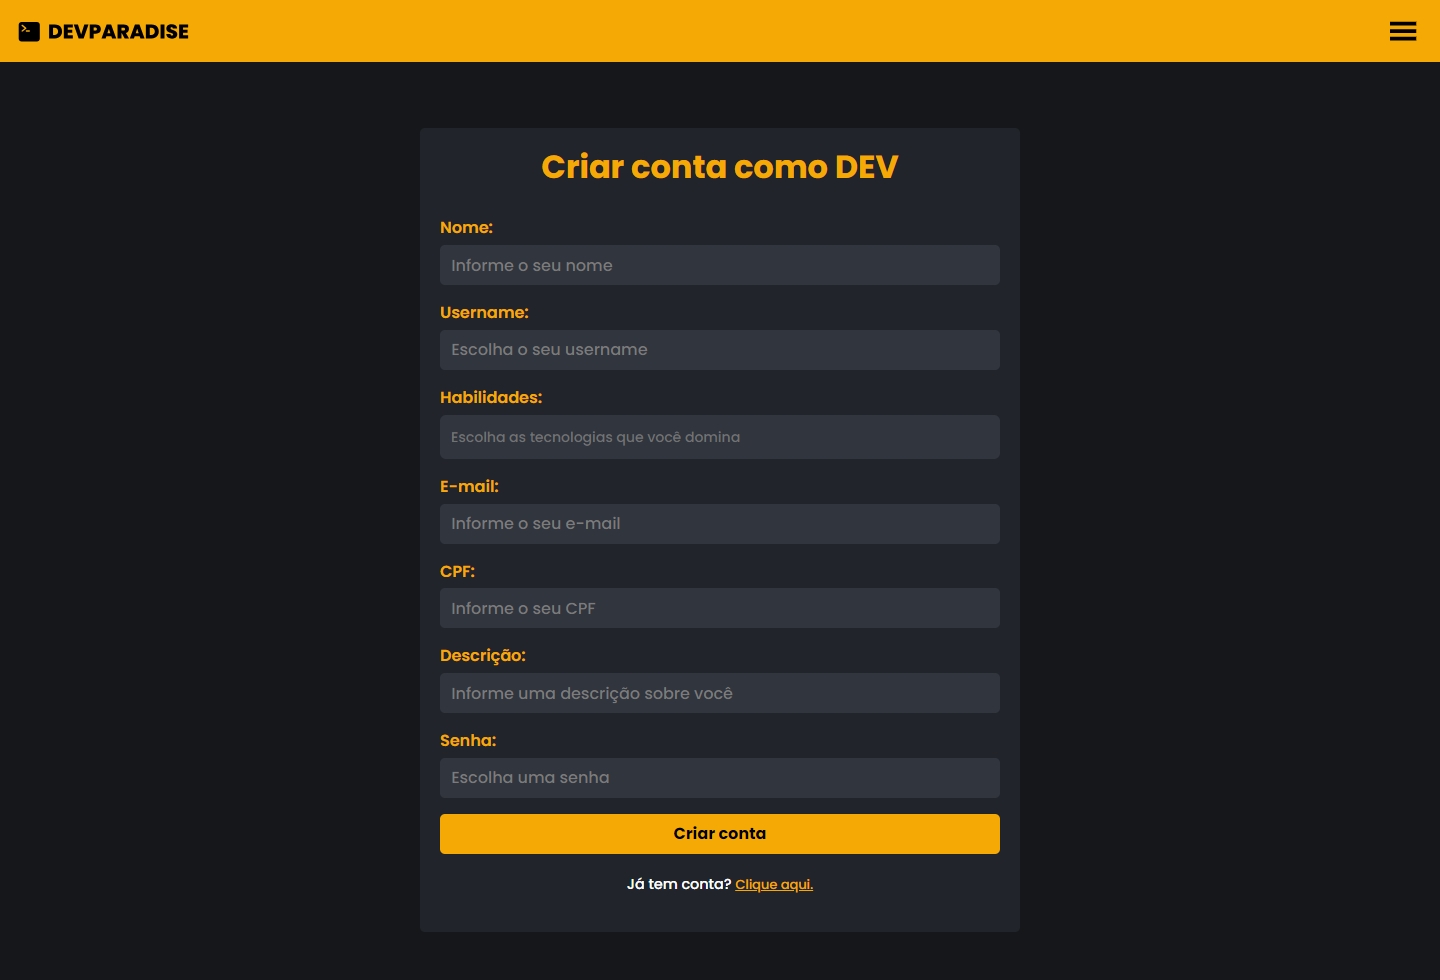 DEVPARADISE
Criar conta como DEV
Nome:
Informe o seu nome
Username:
Escolha o seu username
Habilidades:
Escolha as tecnologias que você domina
E-mail:
Informe o seu e-mail
CPF:
Informe o seu CPF
Descrição:
Informe uma descrição sobre você
Senha:
Escolha uma senha
Criar conta
Já tem conta? Clique aqui.